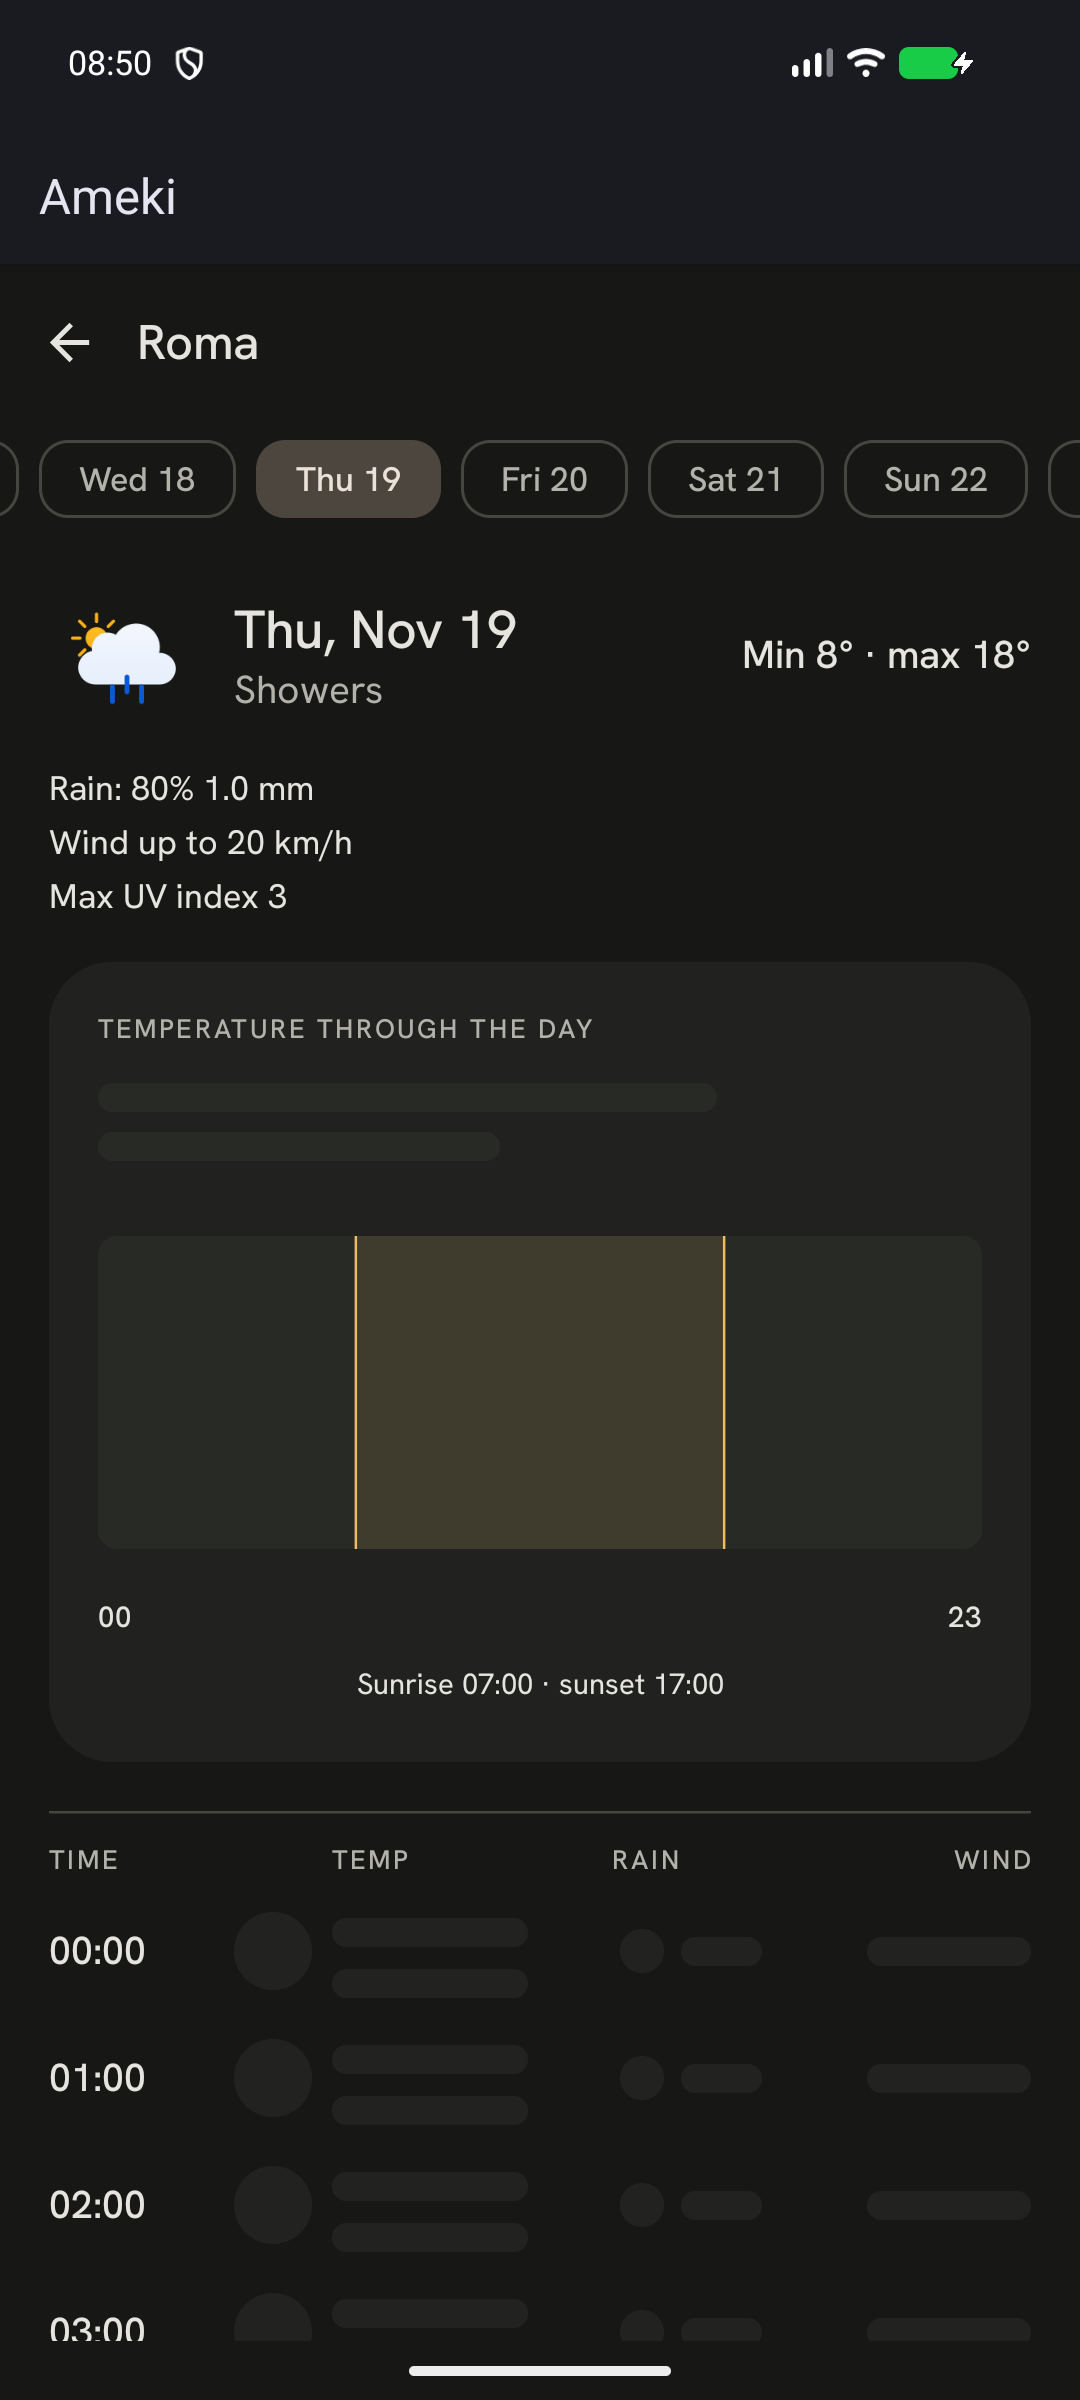 08:50
Ameki
Roma
Wed 18
Thu 19
Fri 20
Sat 21
Sun 22
Thu, Nov 19
Showers
Min 8° · max 18°
Rain: 80% 1.0 mm
Wind up to 20 km/h
Max UV index 3
TEMPERATURE THROUGH THE DAY
00 23
Sunrise 07:00 · sunset 17:00
TIME TEMP RAIN WIND
00:00
01:00
02:00
03:00